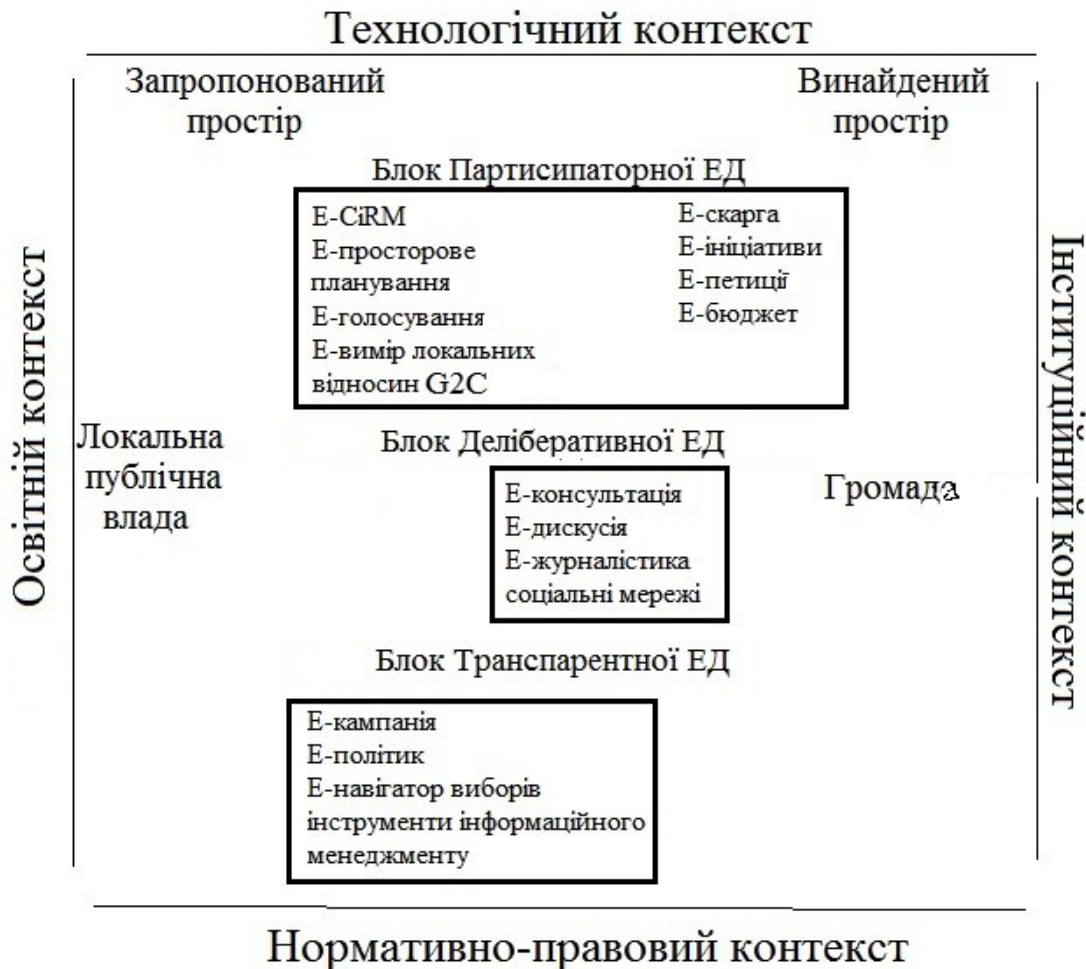 Технологічний контекст
Запропонований
простір
Винайдений
простір
Блок Партисипаторної ЕД
Е-CiRM
Е-просторове
планування
Е-голосування
Е-вимір локальних
відносин G2C
Е-скарга
Е-ініціативи
Е-петиції
Е-бюджет
Освітній контекст
Локальна
публічна
влада
Блок Деліберативної ЕД
Е-консультація
Е-дискусія
Е-журналістика
соціальні мережі
Громада
Інституційний контекст
Блок Транспарентної ЕД
Е-кампанія
Е-політик
Е-навігатор виборів
інструменти інформаційного
менеджменту
Нормативно-правовий контекст